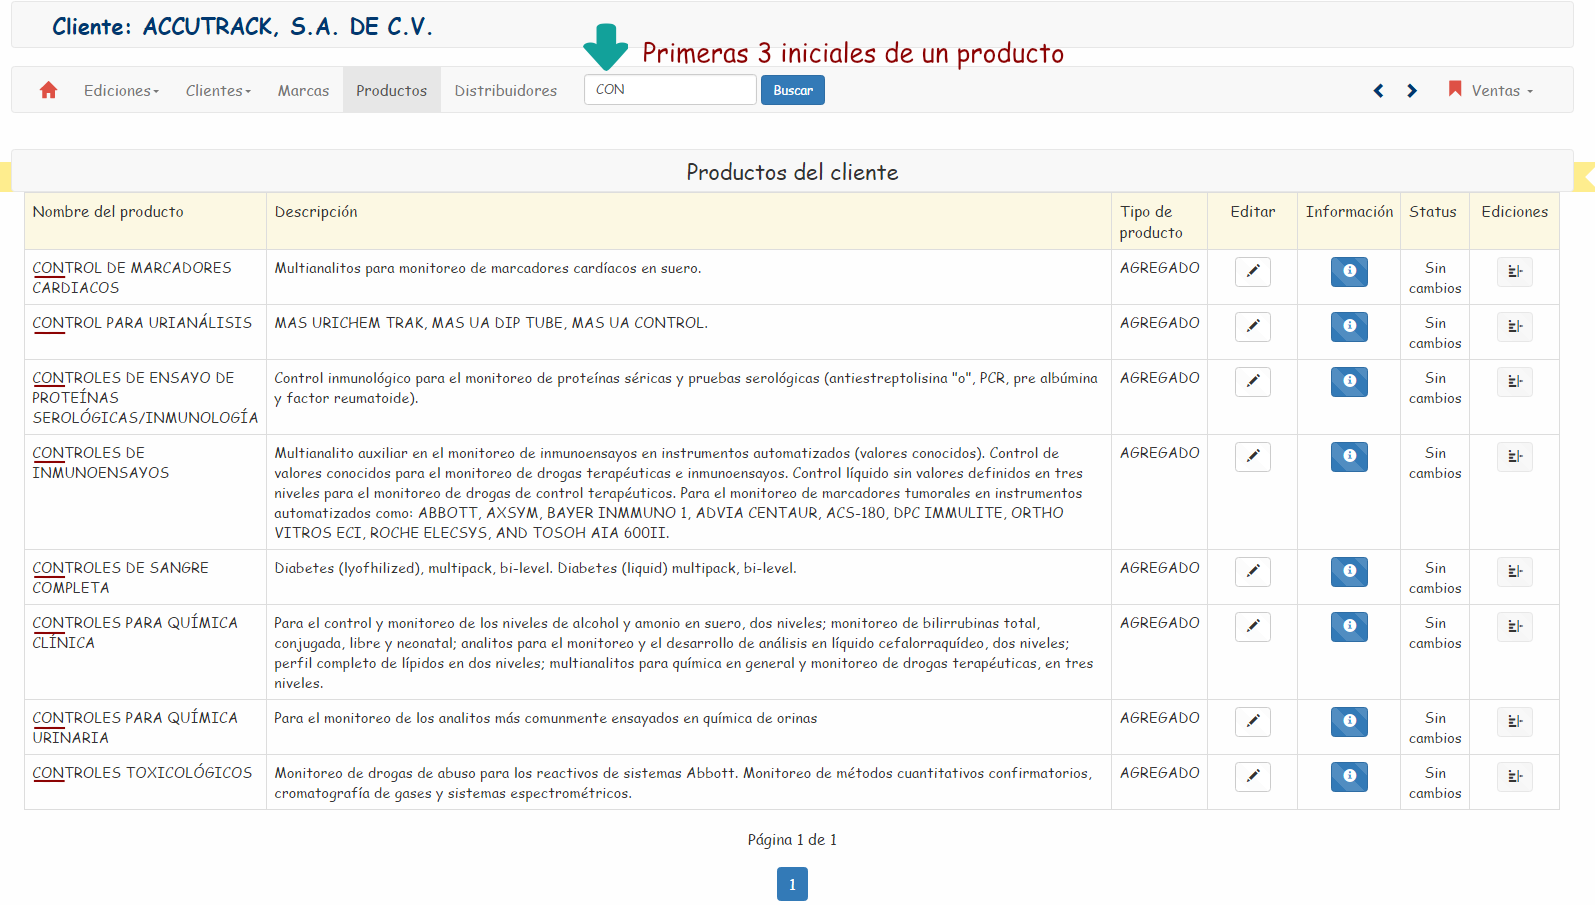 Cliente: ACCUTRACK, S.A. DE C.V.
Primeras 3 iniciales de un producto
Ediciones Clientes Marcas Productos Distribuidores CON Buscar Ventas
Productos del cliente
Nombre del producto Descripción Tipo de producto Editar Información Status Ediciones
CONTROL DE MARCADORES CARDIACOS Multianalitos para monitoreo de marcadores cardíacos en suero. AGREGADO Sin cambios
CONTROL PARA URIANÁLISIS MAS URICHEM TRAK, MAS UA DIP TUBE, MAS UA CONTROL. AGREGADO Sin cambios
CONTROLES DE ENSAYO DE PROTEÍNAS SEROLÓGICAS/INMUNOLOGÍA Control inmunológico para el monitoreo de proteínas séricas y pruebas serológicas (antiestreptolisina "o", PCR, pre albúmina y factor reumatoide). AGREGADO Sin cambios
CONTROLES DE INMUNOENSAYOS Multianalito auxiliar en el monitoreo de inmunoensayos en instrumentos automatizados (valores conocidos). Control de valores conocidos para el monitoreo de drogas terapéuticas e inmunoensayos. Control líquido sin valores definidos en tres niveles para el monitoreo de drogas de control terapéuticos. Para el monitoreo de marcadores tumorales en instrumentos automatizados como: ABBOTT, AXSYM, BAYER INMMUNO 1, ADVIA CENTAUR, ACS-180, DPC IMMULITE, ORTHO VITROS ECI, ROCHE ELECSYS, AND TOSOH AIA 600II. AGREGADO Sin cambios
CONTROLES DE SANGRE COMPLETA Diabetes (lyofhilized), multipack, bi-level. Diabetes (liquid) multipack, bi-level. AGREGADO Sin cambios
CONTROLES PARA QUÍMICA CLÍNICA Para el control y monitoreo de los niveles de alcohol y amonio en suero, dos niveles; monitoreo de bilirrubinas total, conjugada, libre y neonatal; analitos para el monitoreo y el desarrollo de análisis en líquido cefalorraquídeo, dos niveles; perfil completo de lípidos en dos niveles; multianalitos para química en general y monitoreo de drogas terapéuticas, en tres niveles. AGREGADO Sin cambios
CONTROLES PARA QUÍMICA URINARIA Para el monitoreo de los analitos más comunmente ensayados en química de orinas AGREGADO Sin cambios
CONTROLES TOXICOLÓGICOS Monitoreo de drogas de abuso para los reactivos de sistemas Abbott. Monitoreo de métodos cuantitativos confirmatorios, cromatografía de gases y sistemas espectrométricos. AGREGADO Sin cambios
Página 1 de 1
1